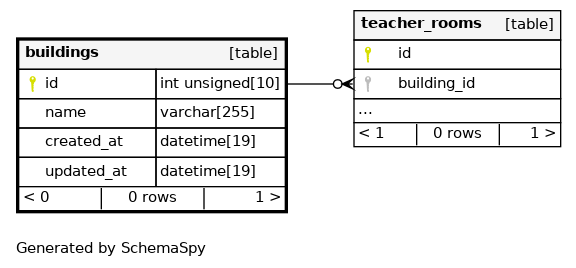 buildings [table]
id int unsigned[10]
name varchar[255]
created_at datetime[19]
updated_at datetime[19]
< 0 0 rows 1 >
teacher_rooms [table]
id
building_id
...
< 1 0 rows 1 >
Generated by SchemaSpy